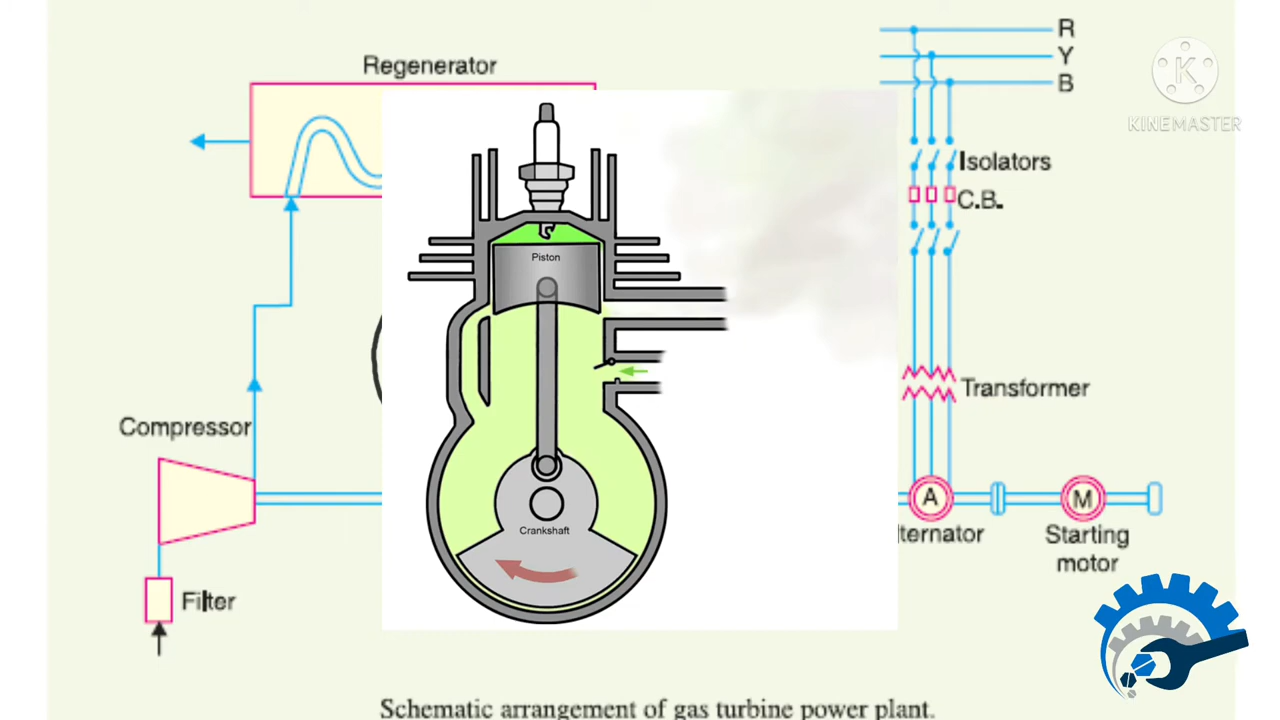 Regenerator
R
Y
B
KINEMASTER
Isolators
C.B.
Piston
Transformer
Compressor
A
M
lternator
Starting
motor
Crankshaft
Filter
Schematic arrangement of gas turbine power plant.